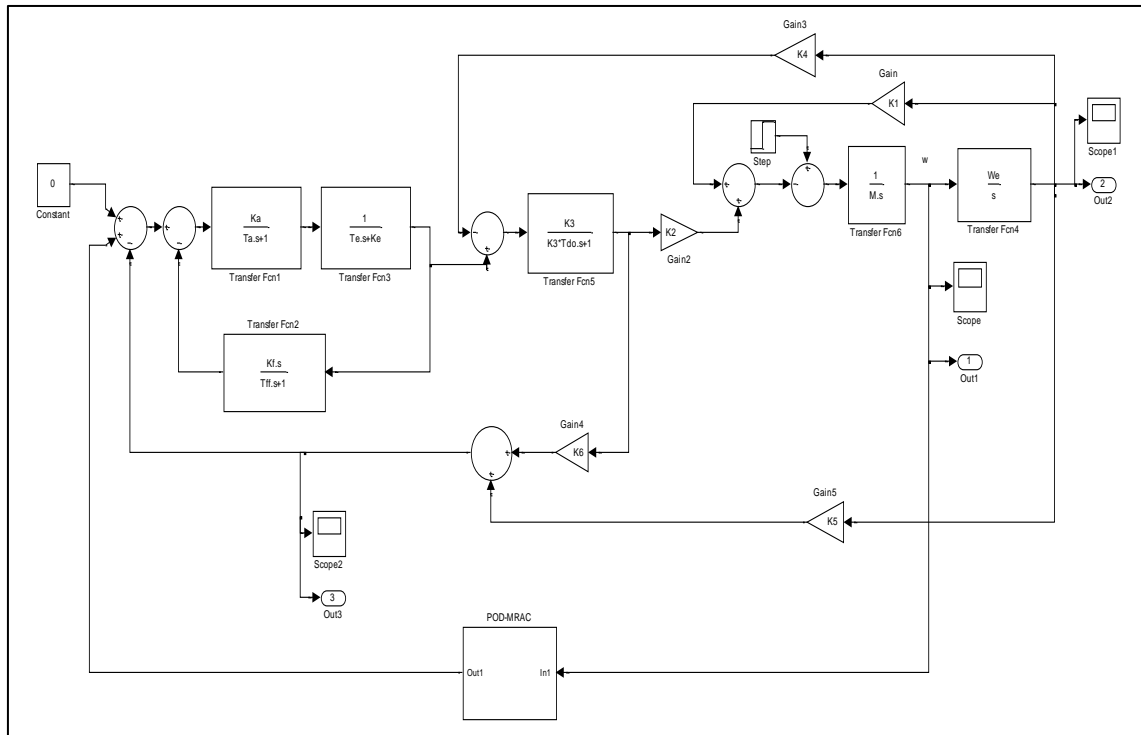 Gain3
K4
Gain
K1
Step
Scope1
w
0
Constant
Ka
Ta.s+1
Transfer Fcn1
1
Te.s+Ke
Transfer Fcn3
K3
K3*Tdo.s+1
Transfer Fcn5
K2
Gain2
1
M.s
Transfer Fcn6
We
s
Transfer Fcn4
2
Out2
Transfer Fcn2
Kf.s
Tff.s+1
Scope
1
Out1
Gain4
K6
Gain5
K5
Scope2
3
Out3
POD-MRAC
Out1
In1